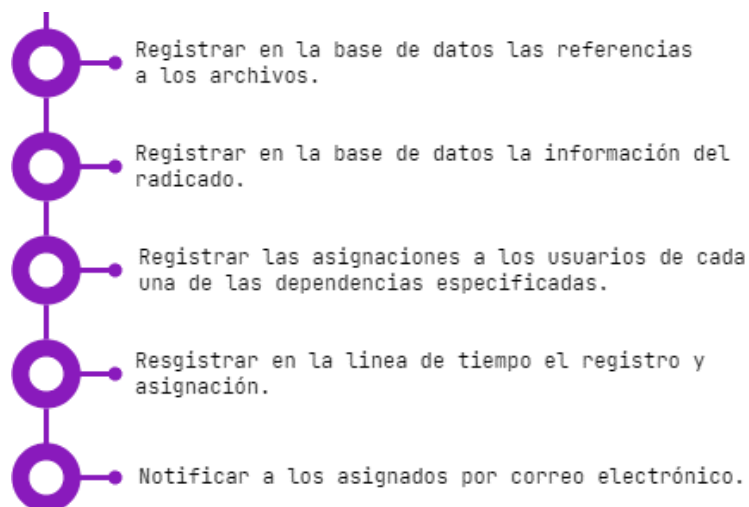 Registrar en la base de datos las referencias
a los archivos.
Registrar en la base de datos la información del
radicado.
Registrar las asignaciones a los usuarios de cada
una de las dependencias especificadas.
Resgistrar en la linea de tiempo el registro y
asignación.
Notificar a los asignados por correo electrónico.